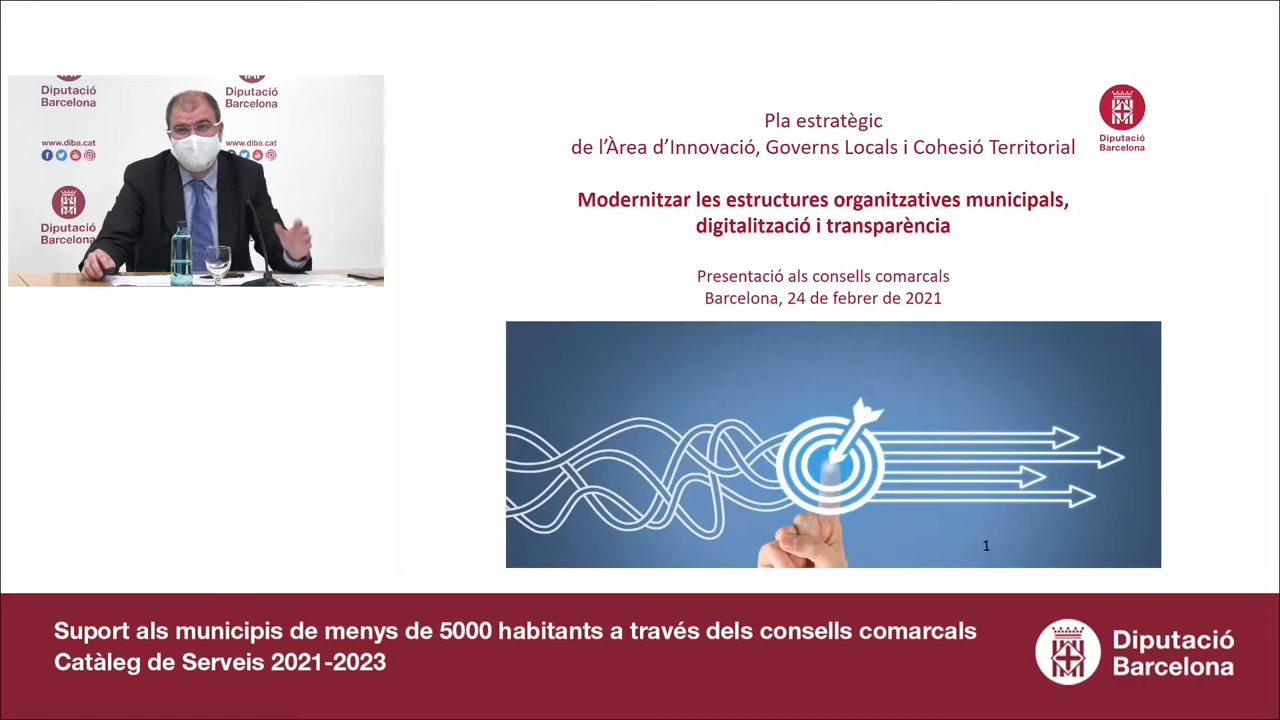 Diputació
Barcelona
Diputació
Barcelona
www.diba.cat
www.diba.cat
Diputació
Barcelona
Pla estratègic
de l'Àrea d'Innovació, Governs Locals i Cohesió Territorial
Diputació
Barcelona
Modernitzar les estructures organitzatives municipals,
digitalització i transparència
Presentació als consells comarcals
Barcelona, 24 de febrer de 2021
1
Suport als municipis de menys de 5000 habitants a través dels consells comarcals
Catàleg de Serveis 2021-2023
Diputació
Barcelona